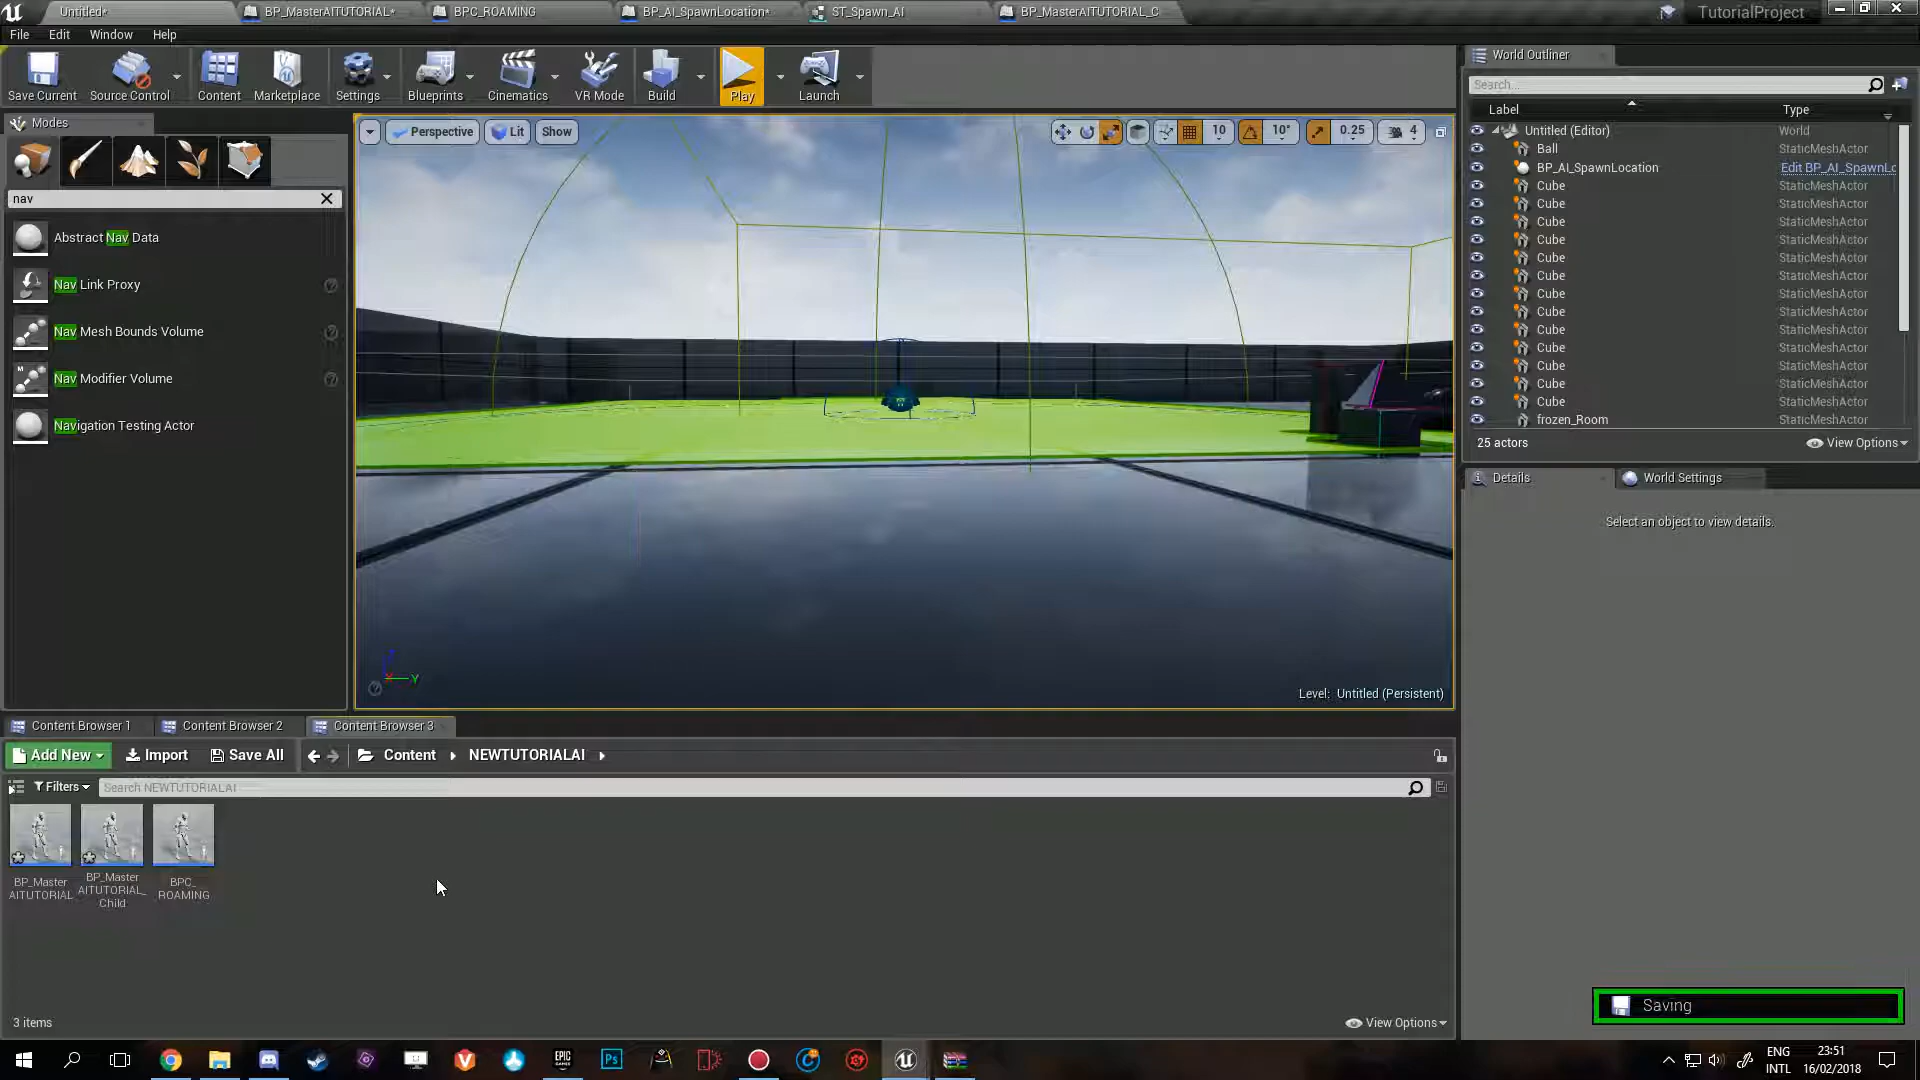 Untitled*
BP_MasterAITUTORIAL*
BPC_ROAMING
BP_AI_SpawnLocation*
ST_Spawn_AI
BP_MasterAITUTORIAL_C
TutorialProject
File
Edit
Window
Help
Save Current
Source Control
Content
Marketplace
Settings
Blueprints
Cinematics
VR Mode
Build
Play
Launch
Modes
nav
Abstract Nav Data
Nav Link Proxy
Nav Mesh Bounds Volume
Nav Modifier Volume
Navigation Testing Actor
Perspective
Lit
Show
10
10°
0.25
4
Level: Untitled (Persistent)
World Outliner
Search...
Label
Type
Untitled (Editor) World
Ball StaticMeshActor
BP_AI_SpawnLocation Edit BP_AI_SpawnLc
Cube StaticMeshActor
Cube StaticMeshActor
Cube StaticMeshActor
Cube StaticMeshActor
Cube StaticMeshActor
Cube StaticMeshActor
Cube StaticMeshActor
Cube StaticMeshActor
Cube StaticMeshActor
Cube StaticMeshActor
Cube StaticMeshActor
Cube StaticMeshActor
Cube StaticMeshActor
frozen_Room StaticMeshActor
25 actors
View Options
Details
World Settings
Select an object to view details.
Content Browser 1
Content Browser 2
Content Browser 3
Add New
Import
Save All
Content
NEWTUTORIALAI
Filters
Search NEWTUTORIALAI
BP_Master
AITUTORIAL
BP_Master
AITUTORIAL_
Child
BPC_
ROAMING
3 items
View Options
Saving
EPIC
GAMES
Ps
ENG
INTL
23:51
16/02/2018